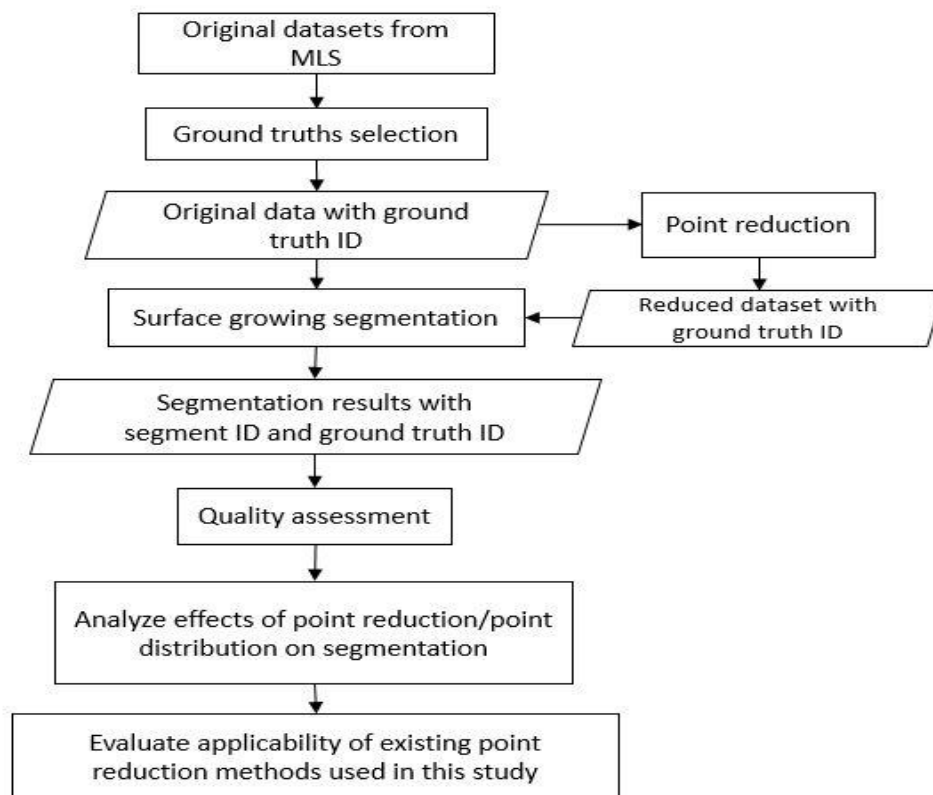 Original datasets from
MLS
Ground truths selection
Original data with ground
truth ID
Point reduction
Reduced dataset with
ground truth ID
Surface growing segmentation
Segmentation results with
segment ID and ground truth ID
Quality assessment
Analyze effects of point reduction/point
distribution on segmentation
Evaluate applicability of existing point
reduction methods used in this study